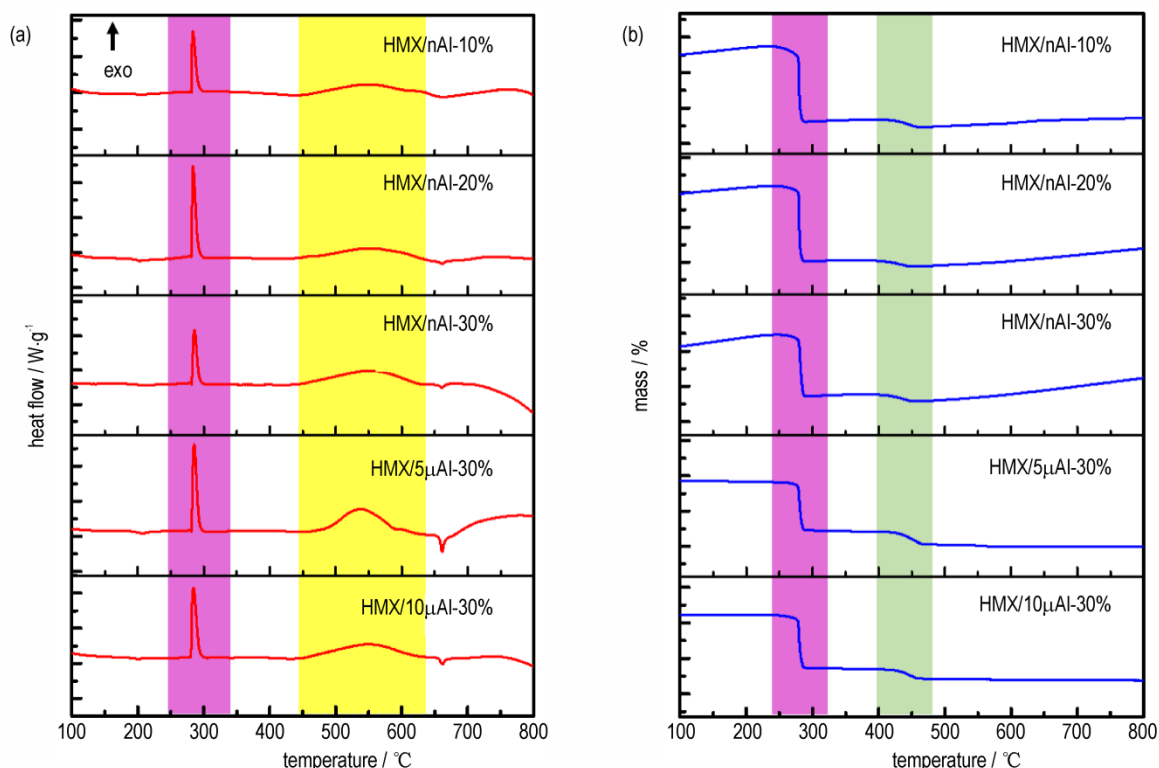 (a)
exo
HMX/nAl-10%
HMX/nAl-20%
HMX/nAl-30%
HMX/5μAl-30%
HMX/10μAl-30%
heat flow / W·g⁻¹
100 200 300 400 500 600 700 800
temperature / ℃
(b)
HMX/nAl-10%
HMX/nAl-20%
HMX/nAl-30%
HMX/5μAl-30%
HMX/10μAl-30%
mass / %
100 200 300 400 500 600 700 800
temperature / ℃